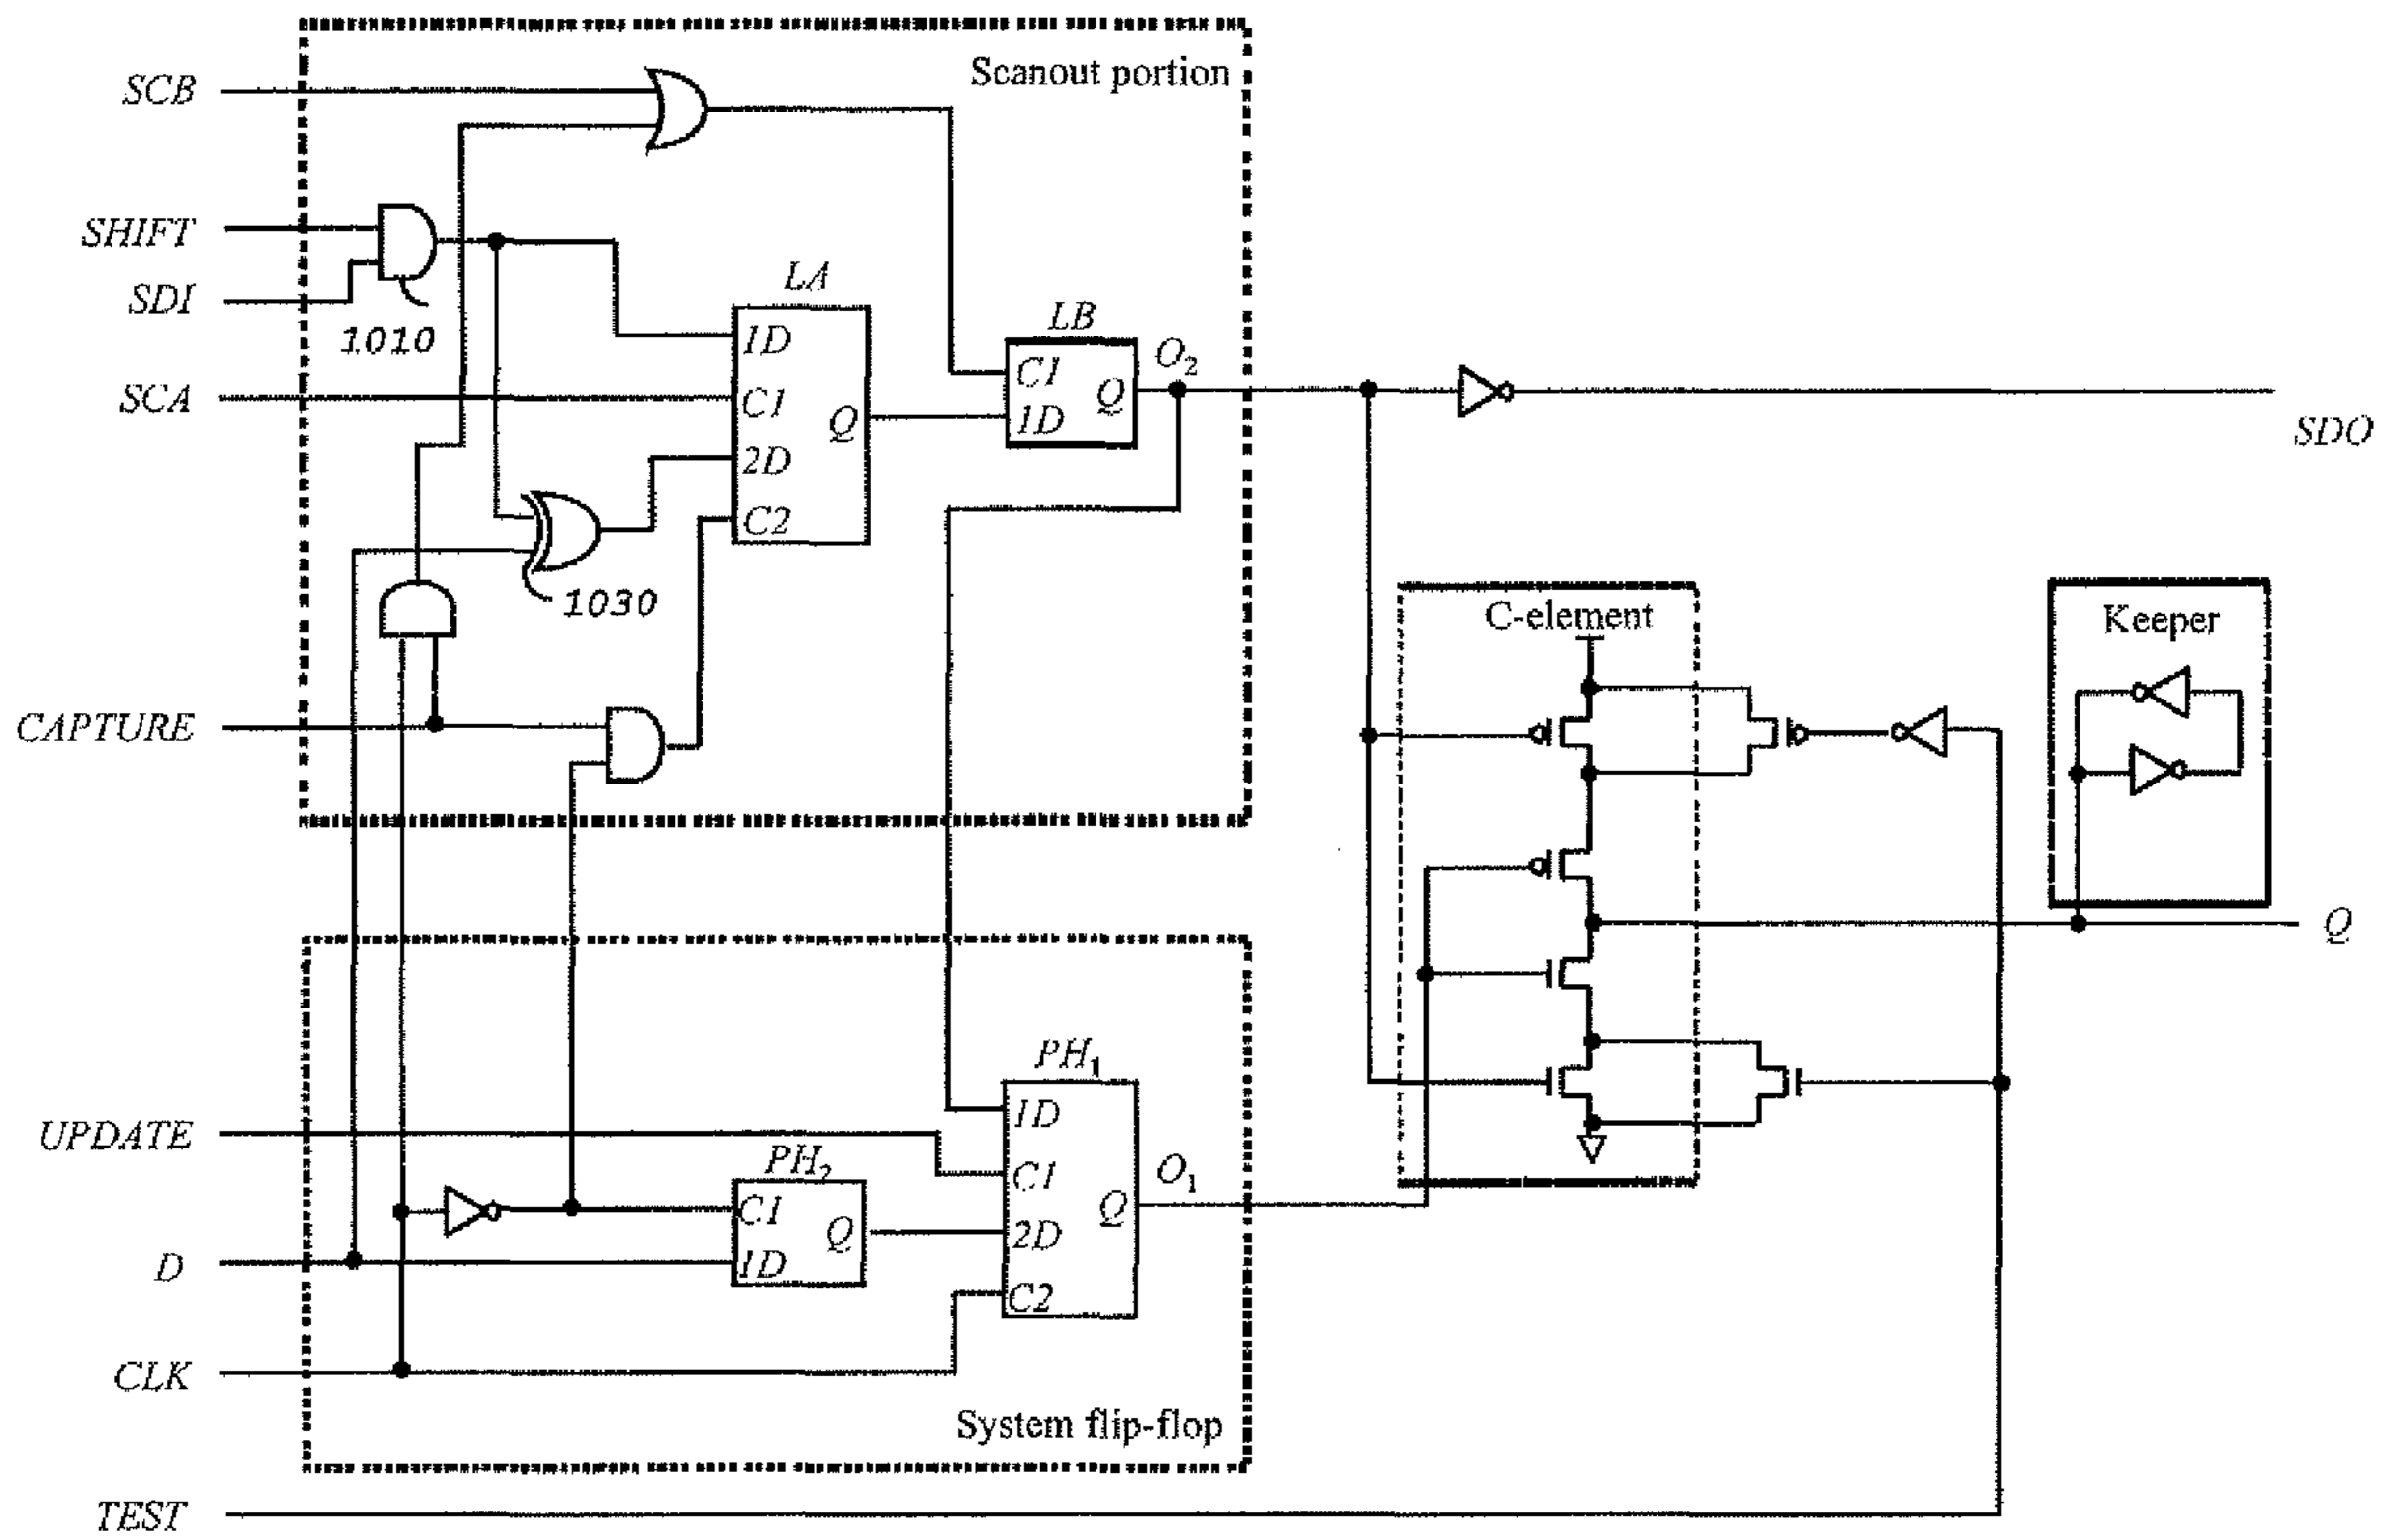 Scanout portion
SCB
SHIFT
SDI
1010
SCA
LA
1D
C1
2D
C2
Q
LB
C1
1D
Q
O2
SDO
1030
CAPTURE
C-element
Keeper
Q
UPDATE
PH1
1D
C1
2D
C2
Q
O1
PH2
C1
1D
Q
D
CLK
System flip-flop
TEST